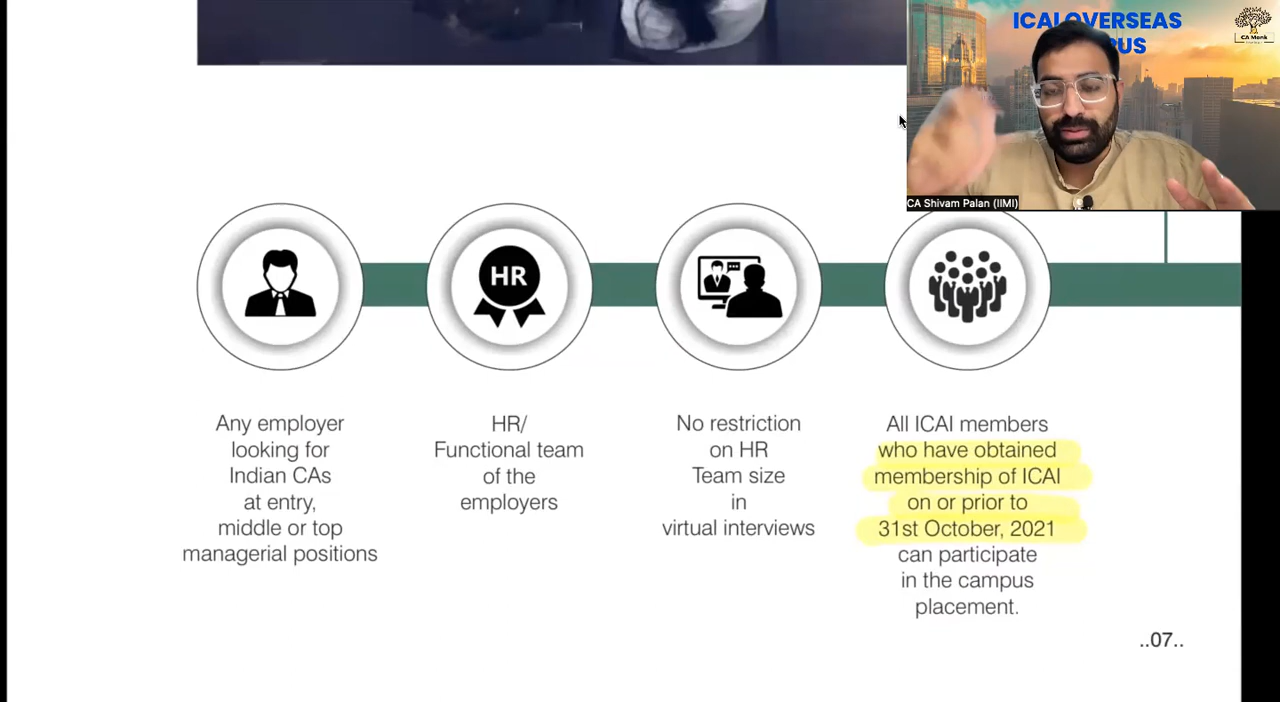 ICAI OVERSEAS
PUS
CA Monk
CA Shivam Palan (IIMI)
HR
Any employer
looking for
Indian CAs
at entry,
middle or top
managerial positions
HR/
Functional team
of the
employers
No restriction
on HR
Team size
in
virtual interviews
All ICAI members
who have obtained
membership of ICAI
on or prior to
31st October, 2021
can participate
in the campus
placement.
..07..